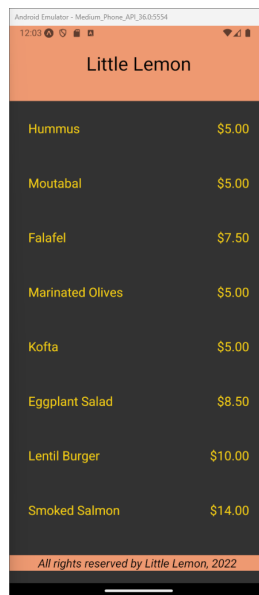 Android Emulator - Medium_Phone_API_36.0:5554
12:03
Little Lemon
Hummus $5.00
Moutabal $5.00
Falafel $7.50
Marinated Olives $5.00
Kofta $5.00
Eggplant Salad $8.50
Lentil Burger $10.00
Smoked Salmon $14.00
All rights reserved by Little Lemon, 2022